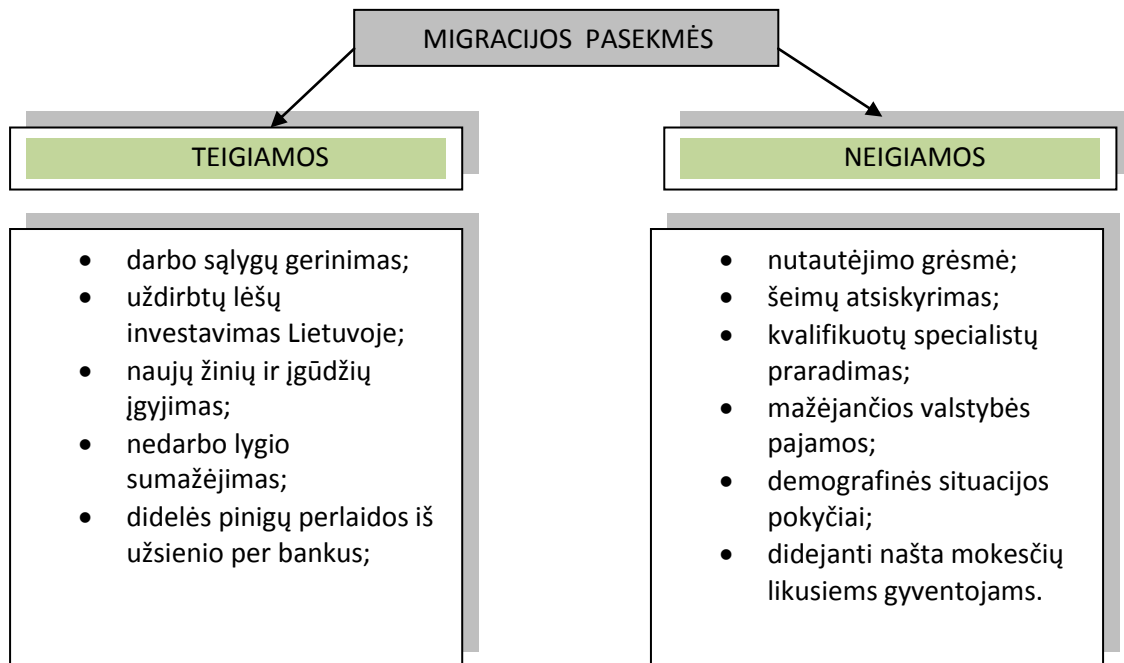 MIGRACIJOS PASEKMĖS
TEIGIAMOS
• darbo sąlygų gerinimas;
• uždirbtų lėšų
investavimas Lietuvoje;
• naujų žinių ir įgūdžių
įgyjimas;
• nedarbo lygio
sumažėjimas;
• didelės pinigų perlaidos iš
užsienio per bankus;
NEIGIAMOS
• nutautėjimo grėsmė;
• šeimų atsiskyrimas;
• kvalifikuotų specialistų
praradimas;
• mažėjančios valstybės
pajamos;
• demografinės situacijos
pokyčiai;
• didejanti našta mokesčių
likusiems gyventojams.